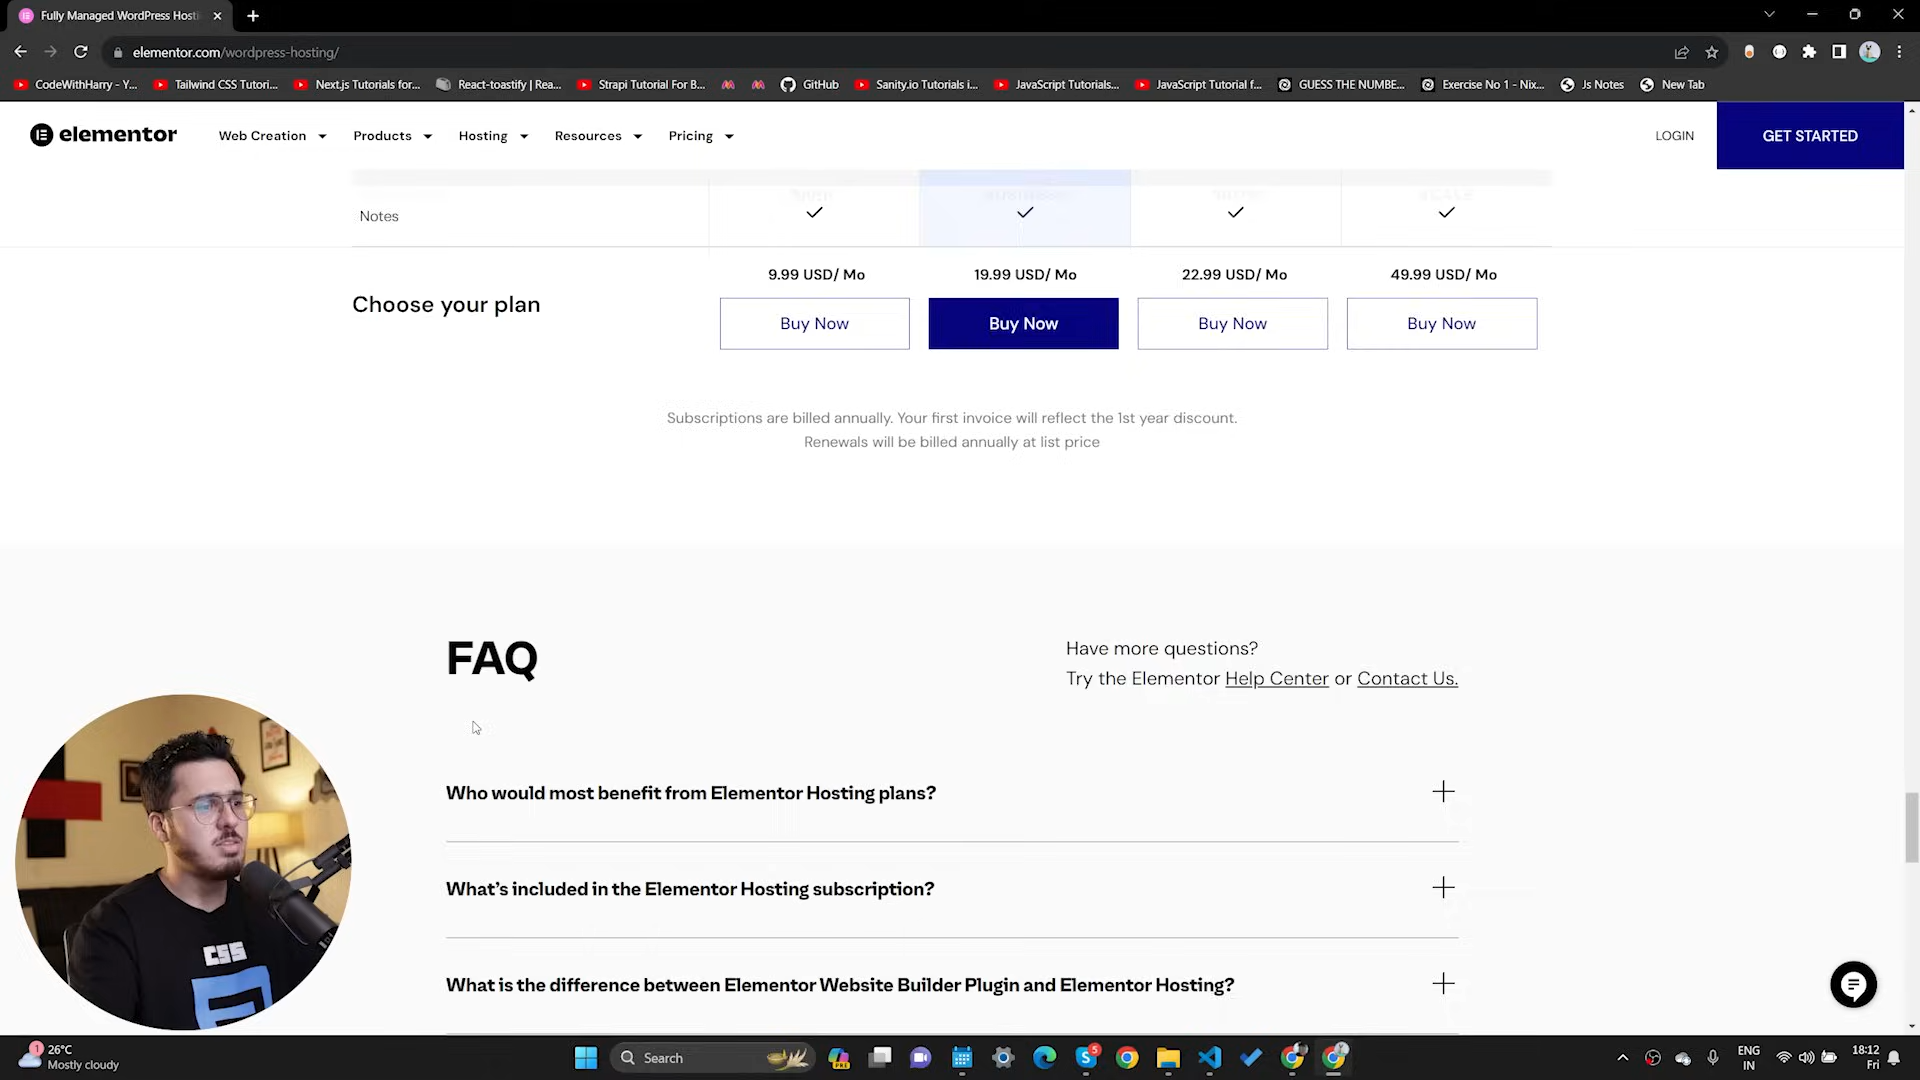 Fully Managed WordPress Hosti
elementor.com/wordpress-hosting/
CodeWithHarry - Y...
Tailwind CSS Tutori...
Next.js Tutorials for...
React-toastify | Rea...
Strapi Tutorial For B...
GitHub
Sanity.io Tutorials i...
JavaScript Tutorials...
JavaScript Tutorial f...
GUESS THE NUMBE...
Exercise No 1 - Nix...
Js Notes
New Tab
elementor
Web Creation
Products
Hosting
Resources
Pricing
LOGIN
GET STARTED
Notes
Choose your plan
9.99 USD/ Mo
19.99 USD/ Mo
22.99 USD/ Mo
49.99 USD/ Mo
Buy Now
Buy Now
Buy Now
Buy Now
Subscriptions are billed annually. Your first invoice will reflect the 1st year discount.
Renewals will be billed annually at list price
FAQ
Have more questions?
Try the Elementor Help Center or Contact Us.
Who would most benefit from Elementor Hosting plans?
What's included in the Elementor Hosting subscription?
What is the difference between Elementor Website Builder Plugin and Elementor Hosting?
CSS
1
26°C
Mostly cloudy
Search
PRE
5
ENG
IN
18:12
Fri